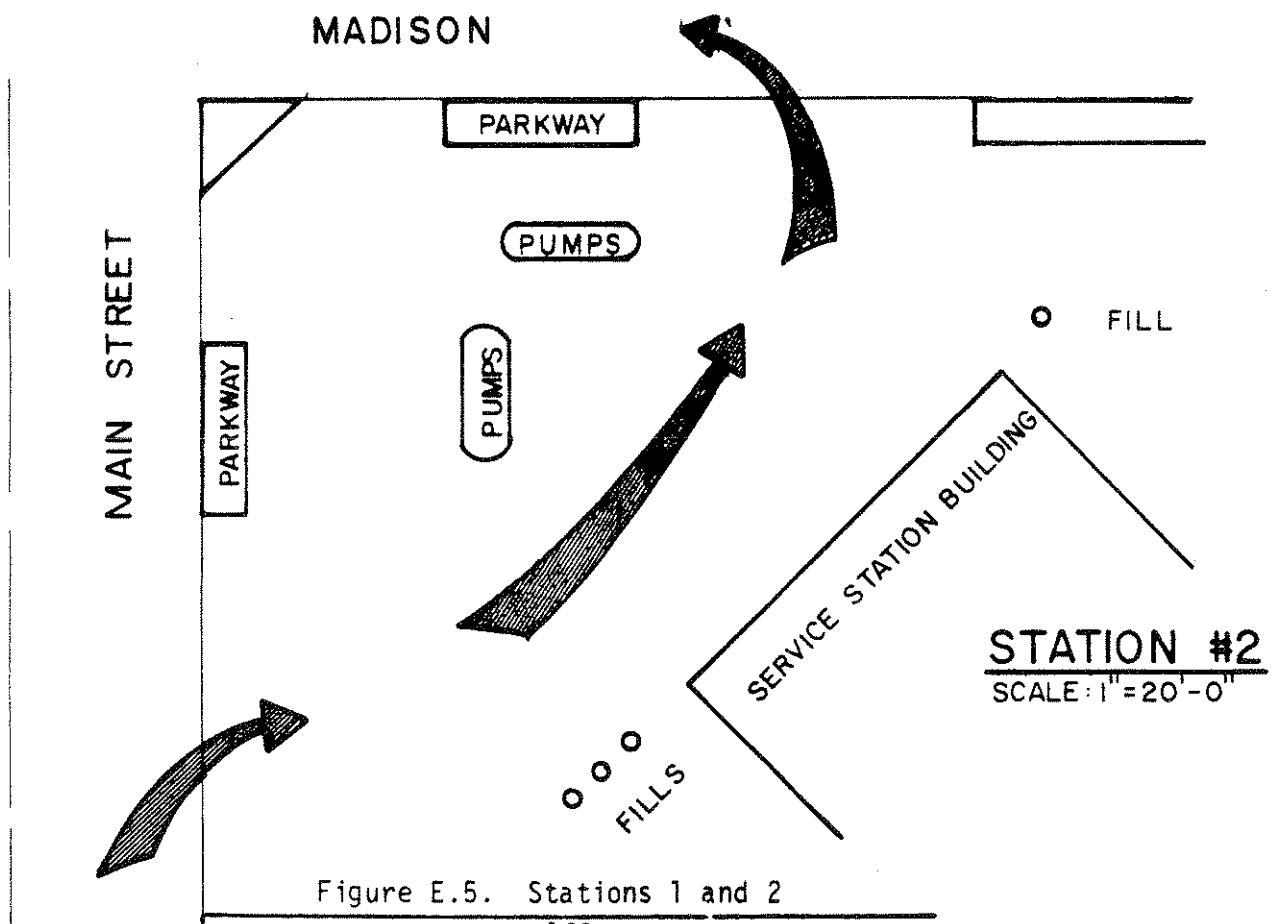 MADISON
PARKWAY
PUMPS
MAIN STREET
PARKWAY
PUMPS
FILL
SERVICE STATION BUILDING
STATION #2
SCALE: 1"=20'-0"
FILLS
Figure E.5. Stations 1 and 2